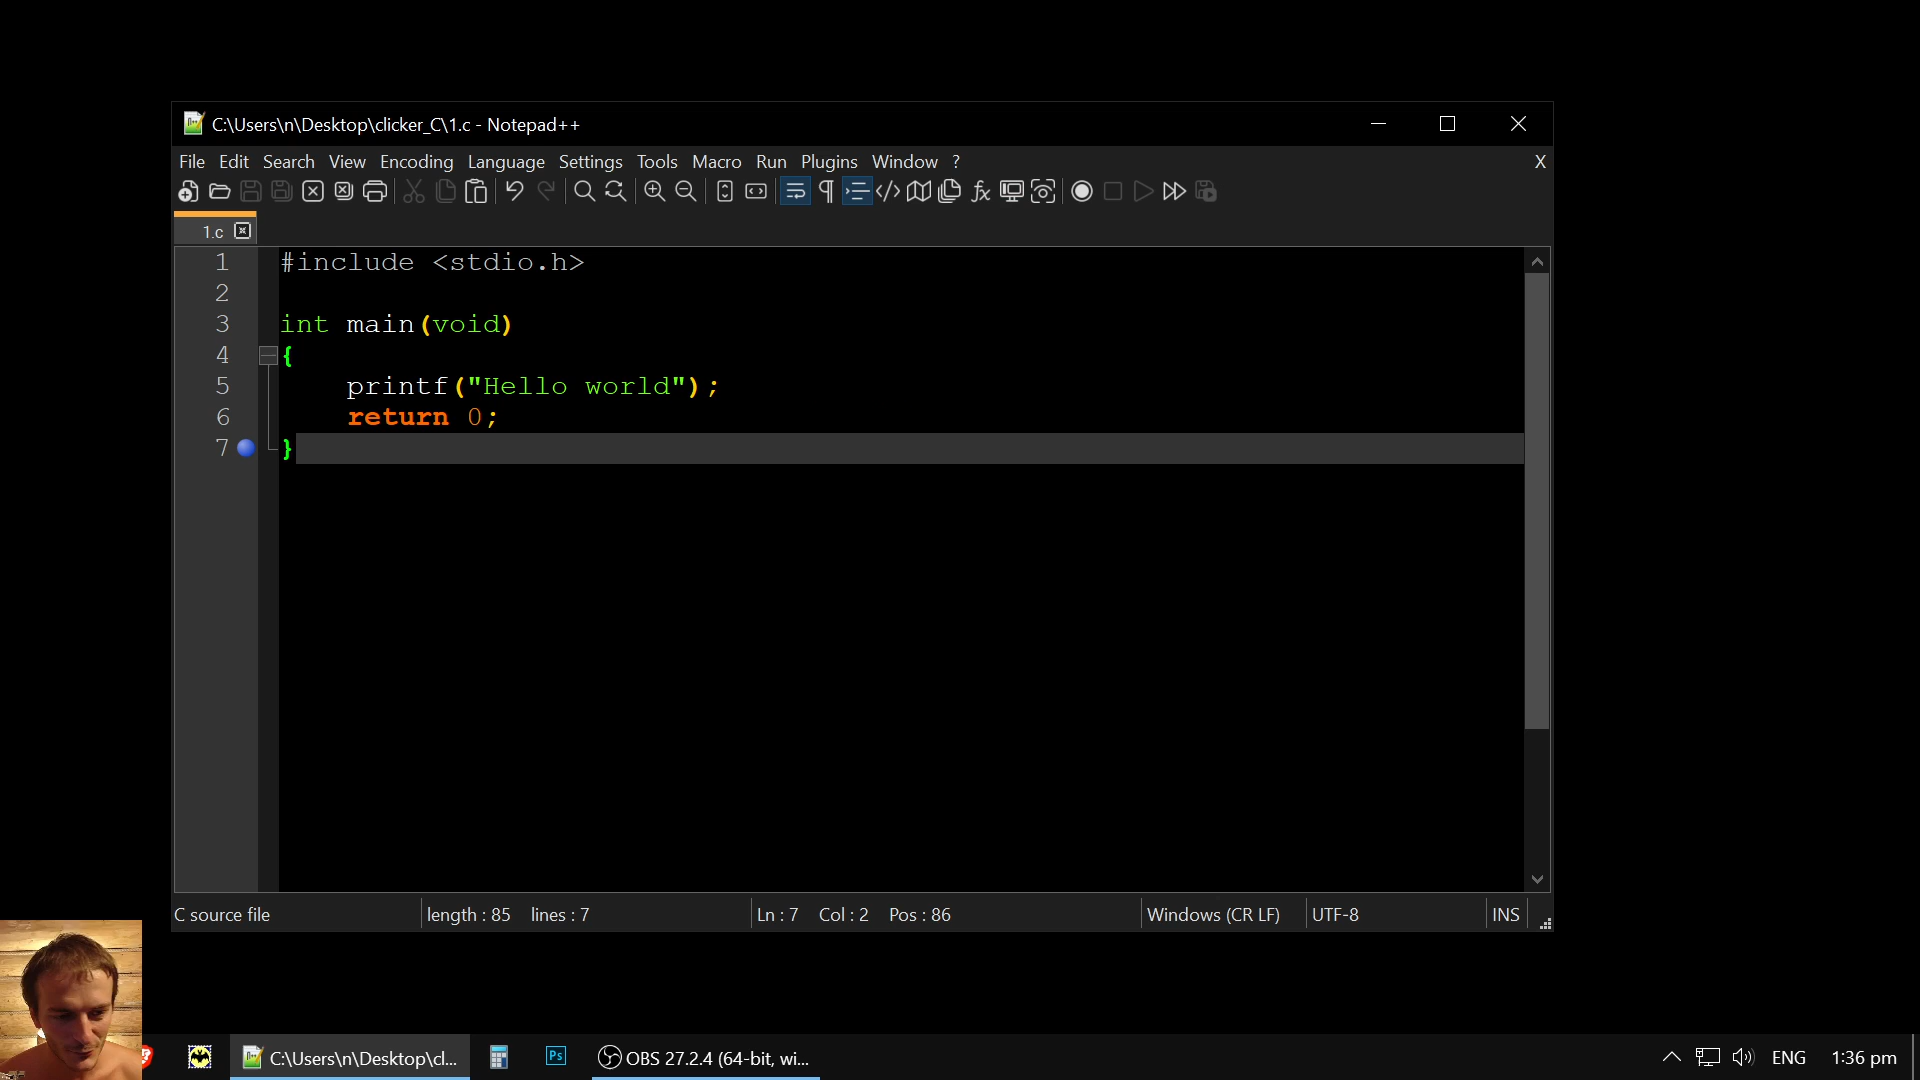 C:\Users\n\Desktop\clicker_C\1.c - Notepad++
File Edit Search View Encoding Language Settings Tools Macro Run Plugins Window ? X
1.c
1 #include <stdio.h>
2
3 int main(void)
4 {
5 printf("Hello world");
6 return 0;
7 }
C source file length : 85 lines : 7 Ln : 7 Col : 2 Pos : 86 Windows (CR LF) UTF-8 INS
C:\Users\n\Desktop\cl... Ps OBS 27.2.4 (64-bit, wi... ENG 1:36 pm